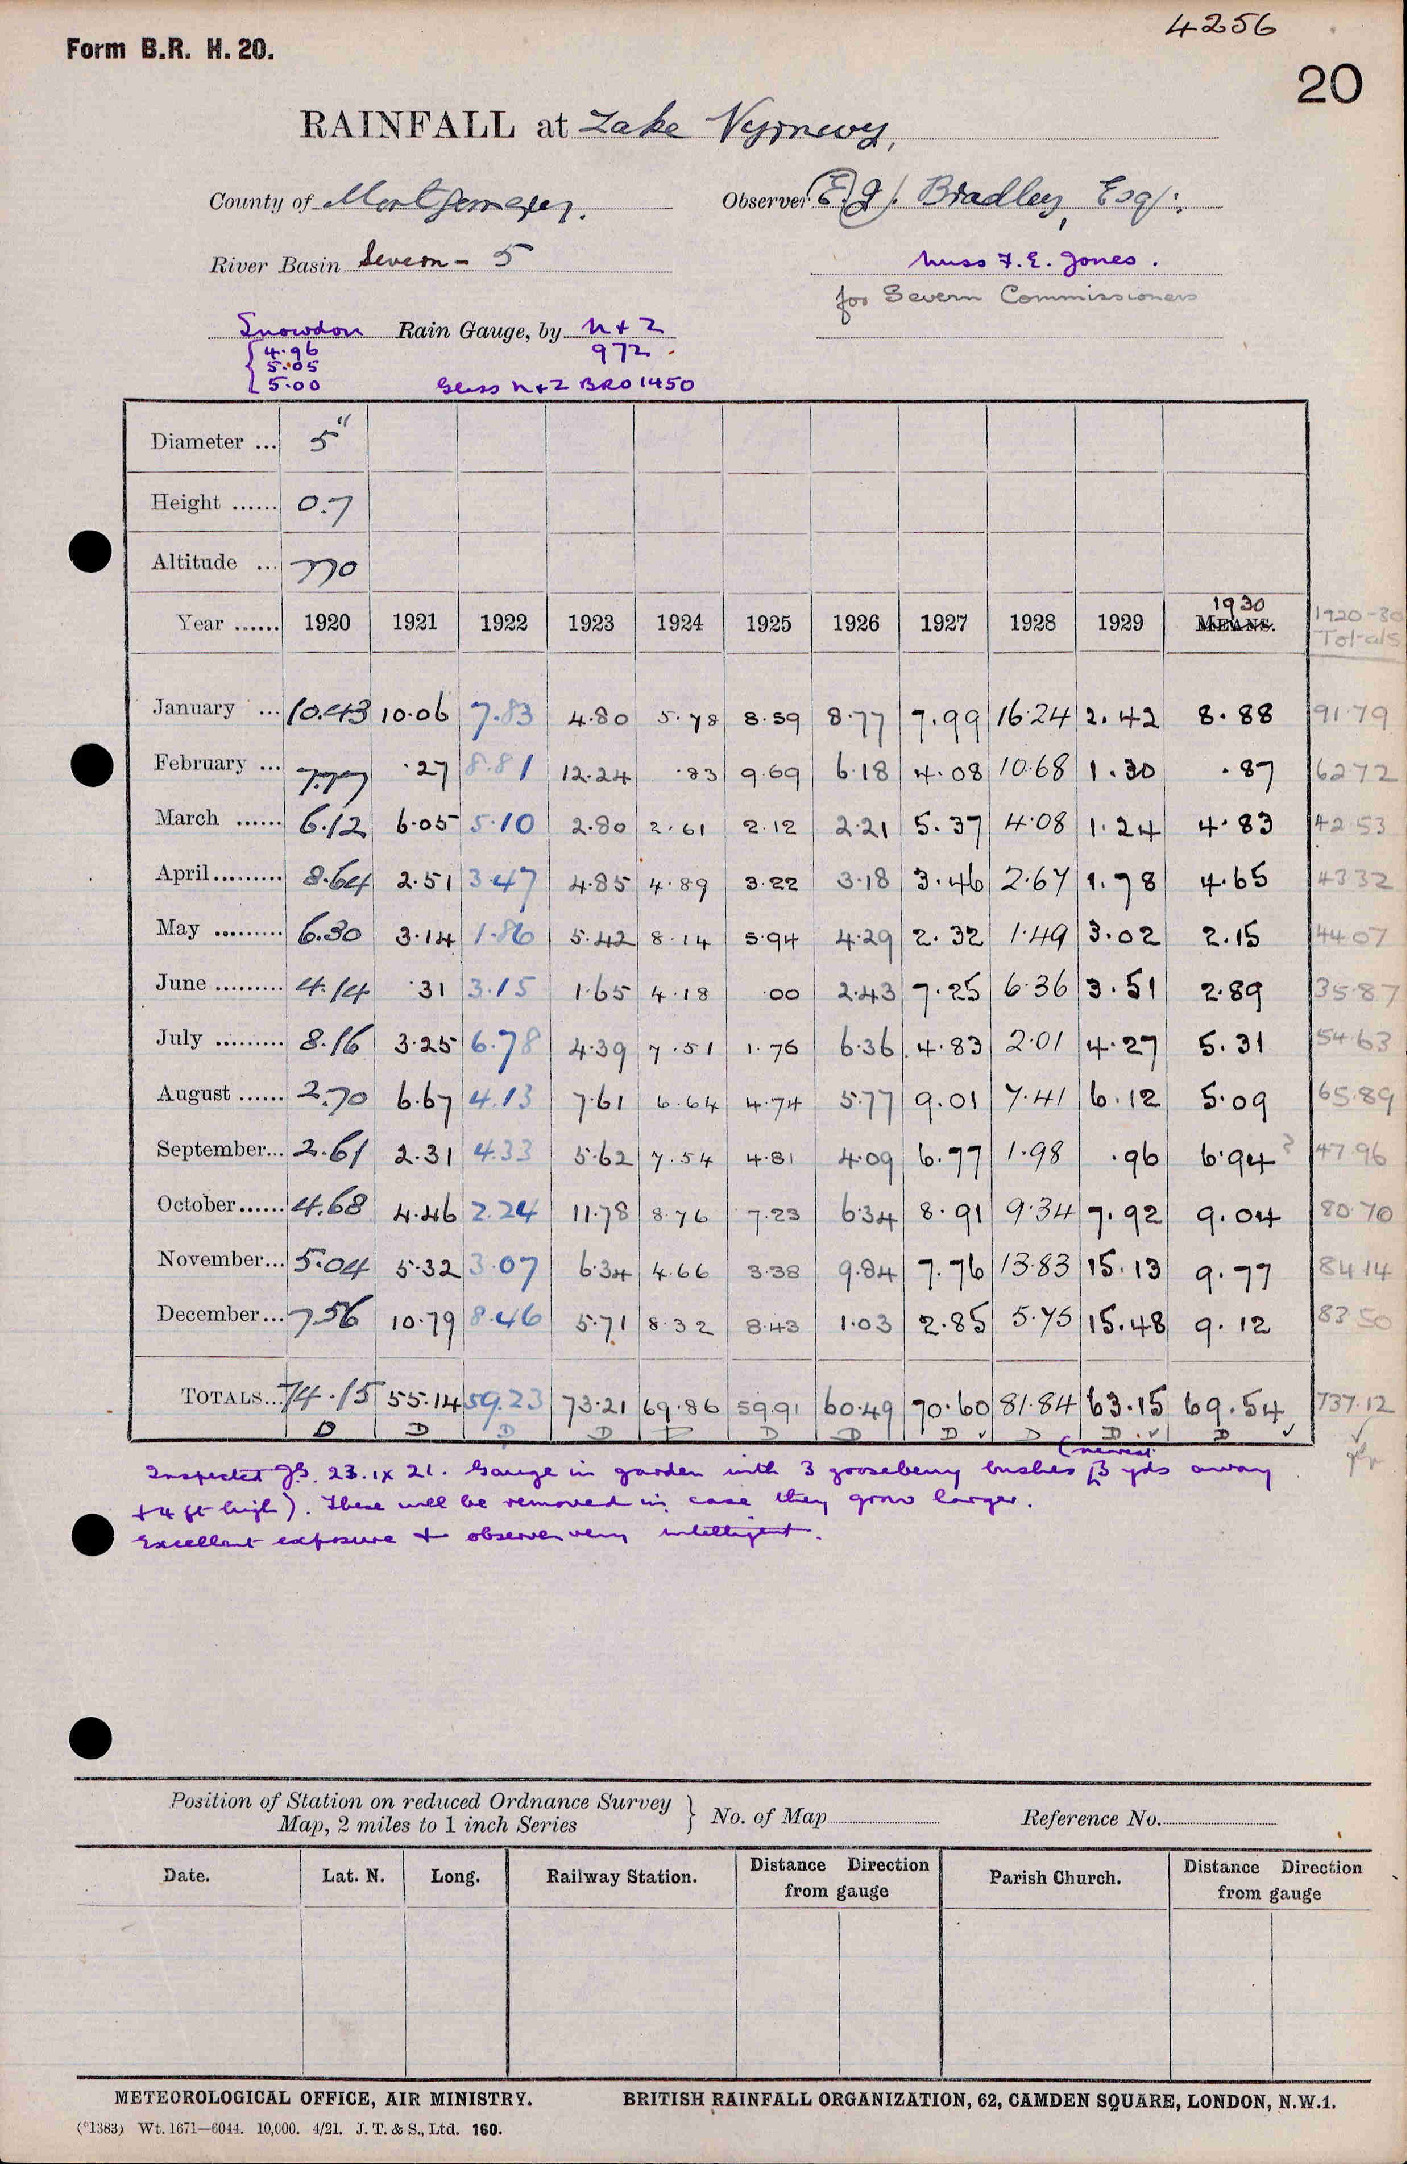 4256
Form B.R. H. 20.
20
RAINFALL at Lake Vyrnwy,
County of Montgomery. Observer (E. J). Bradley, Esq:.
River Basin Severn - 5 Miss F. E. Jones.
for Severn Commissioners
Snowdon Rain Gauge, by N + Z
{ 4.96 972.
5.05
5.00 Glass N + Z BRO 1450
Diameter ... 5"
Height ...... 0.7
Altitude ... 770
Year ...... 1920 1921 1922 1923 1924 1925 1926 1927 1928 1929 1930 MEANS. 1920-30 Totals
January ... 10.43 10.06 7.83 4.80 5.78 8.59 8.77 7.99 16.24 2.42 8.88 91.79
February ... 7.77 .27 8.81 12.24 .83 9.69 6.18 4.08 10.68 1.30 .87 62.72
March ...... 6.12 6.05 5.10 2.80 2.61 2.12 2.21 5.37 4.08 1.24 4.83 42.53
April ......... 8.64 2.51 3.47 4.85 4.89 3.22 3.18 3.46 2.67 1.78 4.65 43.32
May ......... 6.30 3.14 1.86 5.42 8.14 5.94 4.29 2.32 1.49 3.02 2.15 44.07
June ......... 4.14 .31 3.15 1.65 4.18 .00 2.43 7.25 6.36 3.51 2.89 35.87
July ......... 8.16 3.25 6.78 4.39 7.51 1.76 6.36 4.83 2.01 4.27 5.31 54.63
August ...... 2.70 6.67 4.13 7.61 6.64 4.74 5.77 9.01 7.41 6.12 5.09 65.89
September... 2.61 2.31 4.33 5.62 7.54 4.81 4.09 6.77 1.98 .96 6.94 ? 47.96
October ...... 4.68 4.46 2.24 11.78 8.76 7.23 6.34 8.91 9.34 7.92 9.04 80.70
November... 5.04 5.32 3.07 6.34 4.66 3.38 9.84 7.76 13.83 15.13 9.77 84.14
December... 7.56 10.79 8.46 5.71 8.32 8.43 1.03 2.85 5.75 15.48 9.12 83.50
TOTALS... 74.15 55.14 59.23 73.21 69.86 59.91 60.49 70.60 81.84 63.15 69.54 737.12
D D D D D D D D ✓ D D ✓ D ✓
Inspected JG. 23.IX 21. Gauge in garden with 3 gooseberry bushes (nearest 3 yds away
+ 4 ft high). These will be removed in case they grow larger.
Excellent exposure + observer very intelligent.
Position of Station on reduced Ordnance Survey
Map, 2 miles to 1 inch Series } No. of Map Reference No.
Date. Lat. N. Long. Railway Station. Distance Direction from gauge Parish Church. Distance Direction from gauge
METEOROLOGICAL OFFICE, AIR MINISTRY. BRITISH RAINFALL ORGANIZATION, 62, CAMDEN SQUARE, LONDON, N.W.1.
(*1383) Wt. 1671—6044. 10,000. 4/21. J. T. & S., Ltd. 160.